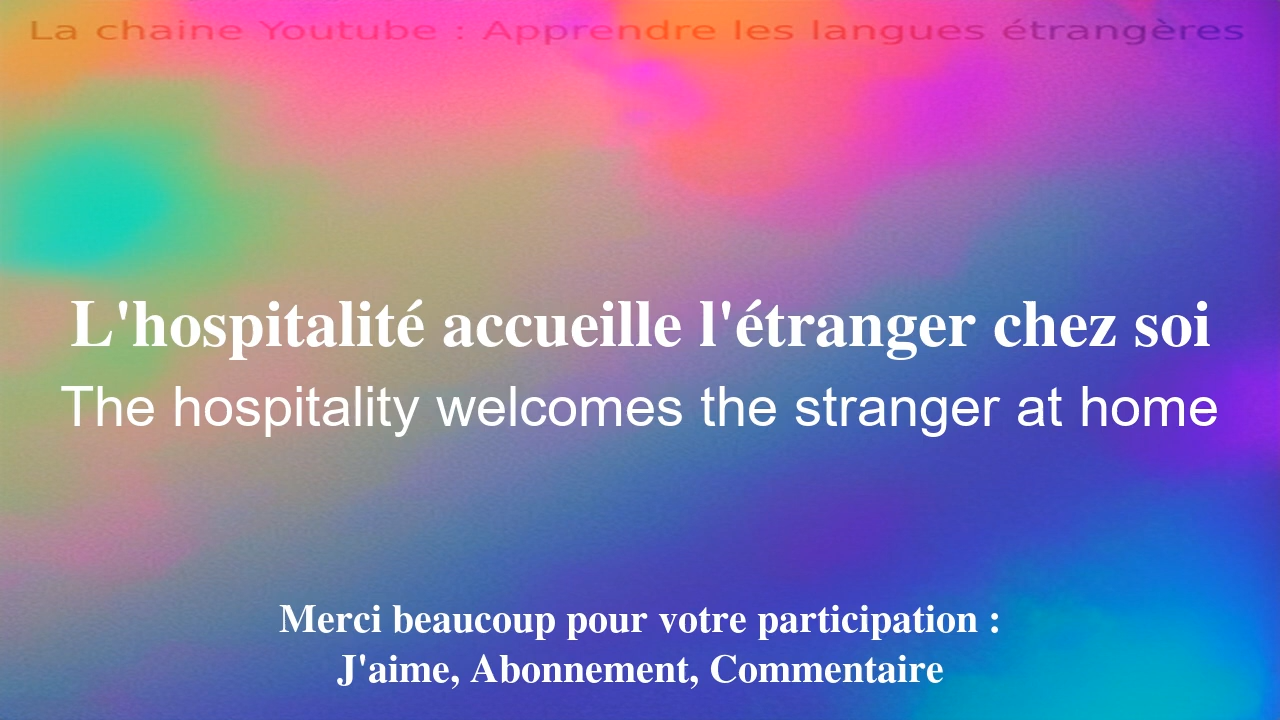 La chaine Youtube : Apprendre les langues étrangères
L'hospitalité accueille l'étranger chez soi
The hospitality welcomes the stranger at home
Merci beaucoup pour votre participation :
J'aime, Abonnement, Commentaire